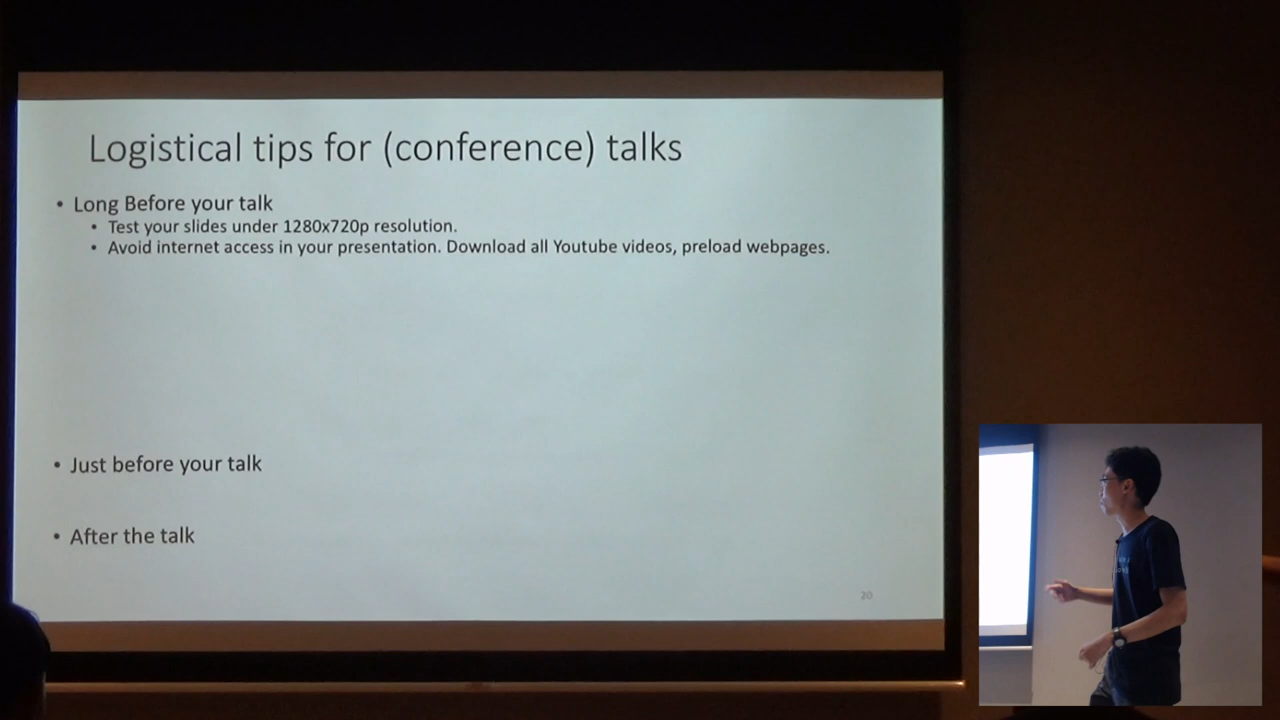 Logistical tips for (conference) talks
• Long Before your talk
• Test your slides under 1280x720p resolution.
• Avoid internet access in your presentation. Download all Youtube videos, preload webpages.
• Just before your talk
• After the talk
20